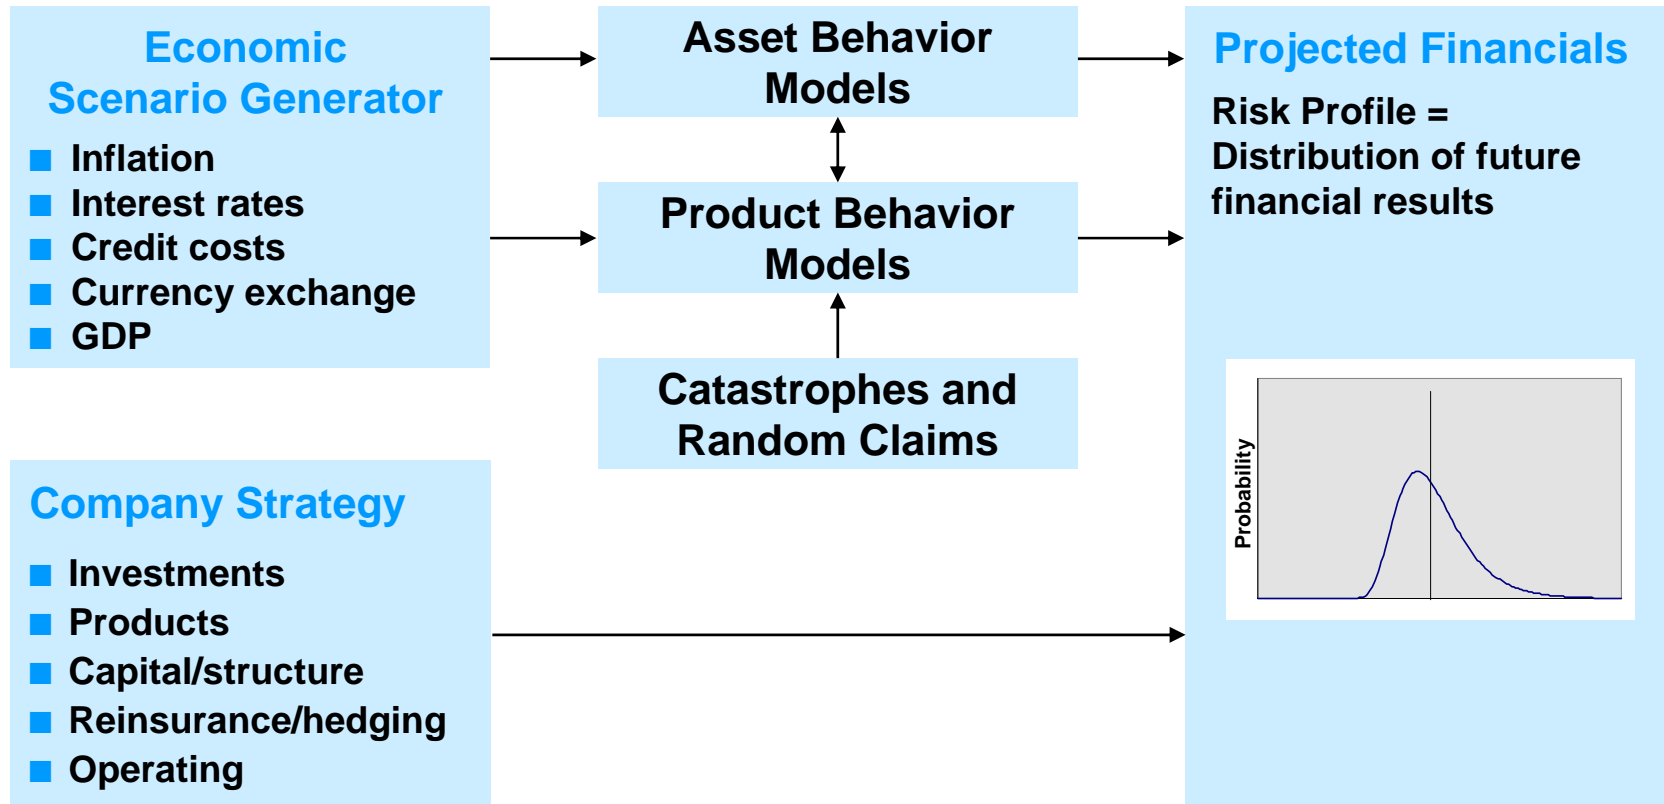 Economic
Scenario Generator
Inflation
Interest rates
Credit costs
Currency exchange
GDP
Asset Behavior
Models
Product Behavior
Models
Catastrophes and
Random Claims
Company Strategy
Investments
Products
Capital/structure
Reinsurance/hedging
Operating
Projected Financials
Risk Profile =
Distribution of future
financial results
Probability